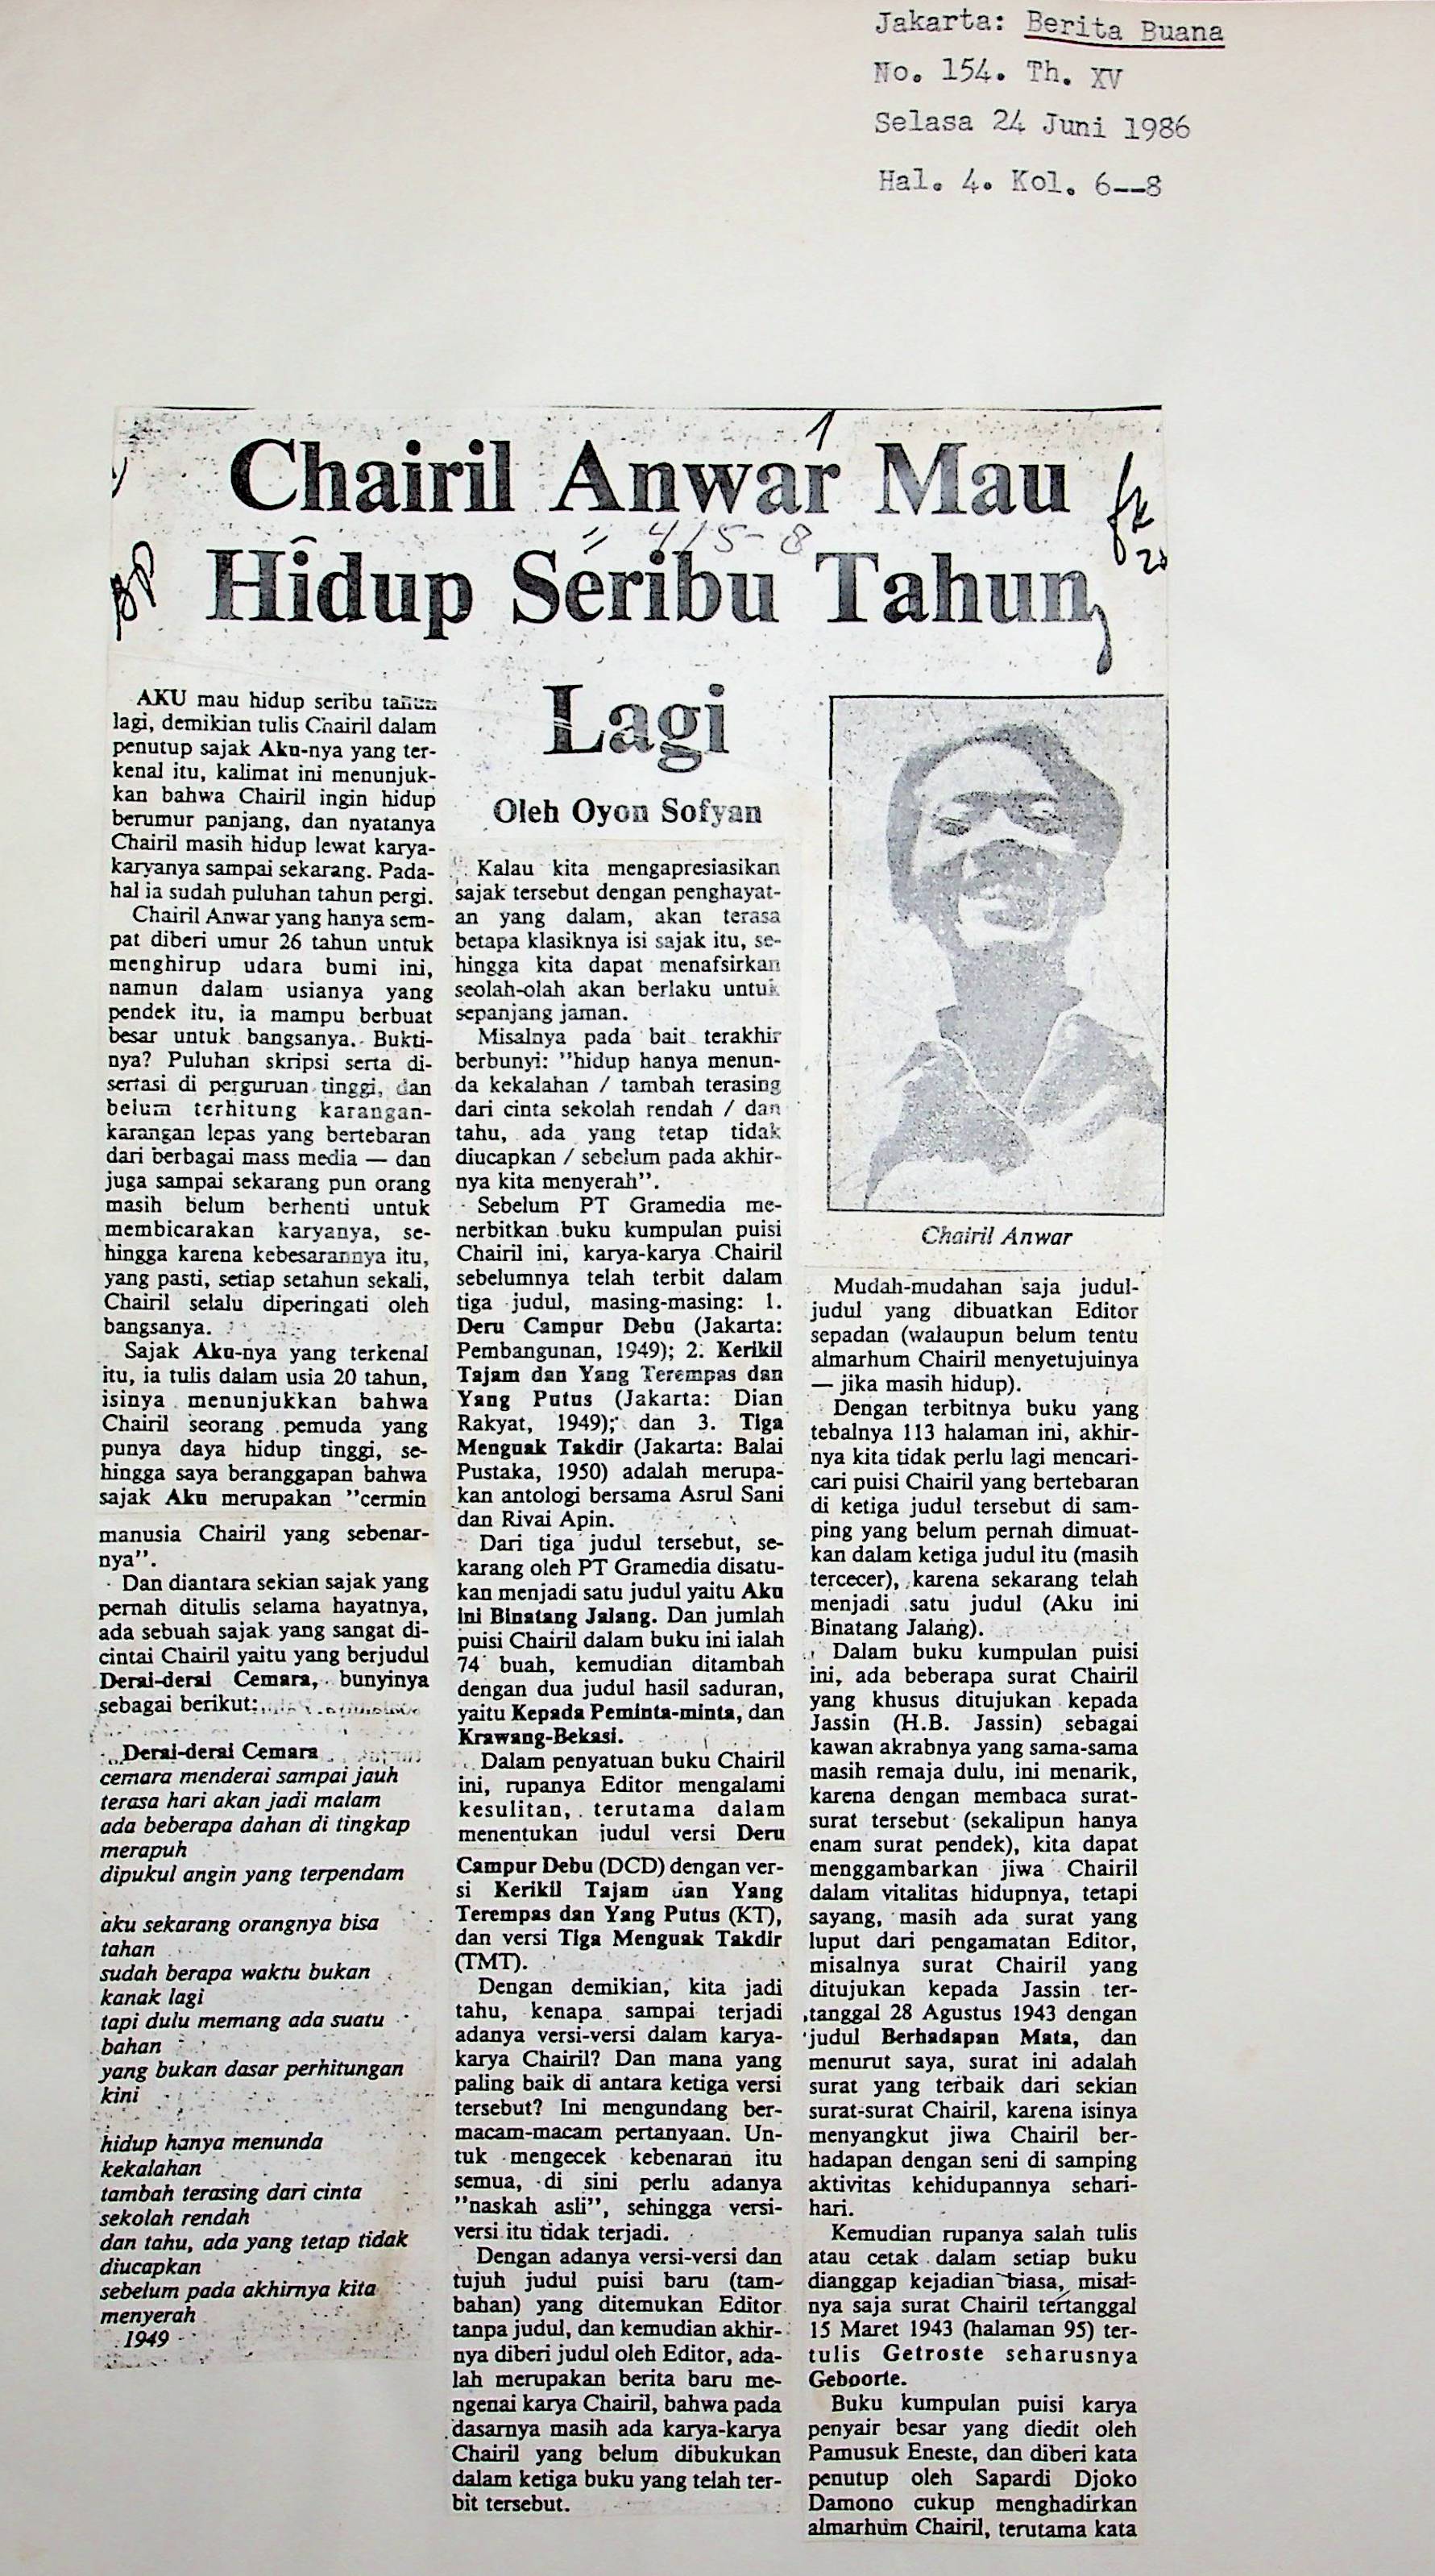 Jakarta: Berita Buana
No. 154. Th. XV
Selasa 24 Juni 1986
Hal. 4. Kol. 6--8
Chairil Anwar Mau
4/5-8
Hidup Seribu Tahun
Lagi
Oleh Oyon Sofyan
AKU mau hidup seribu tahun
lagi, demikian tulis Chairil dalam
penutup sajak Aku-nya yang ter-
kenal itu, kalimat ini menunjuk-
kan bahwa Chairil ingin hidup
berumur panjang, dan nyatanya
Chairil masih hidup lewat karya-
karyanya sampai sekarang. Pada-
hal ia sudah puluhan tahun pergi.
Chairil Anwar yang hanya sem-
pat diberi umur 26 tahun untuk
menghirup udara bumi ini,
namun dalam usianya yang
pendek itu, ia mampu berbuat
besar untuk bangsanya. Bukti-
nya? Puluhan skripsi serta di-
sertasi di perguruan tinggi, dan
belum terhitung karangan-
karangan lepas yang bertebaran
dari berbagai mass media — dan
juga sampai sekarang pun orang
masih belum berhenti untuk
membicarakan karyanya, se-
hingga karena kebesarannya itu,
yang pasti, setiap setahun sekali,
Chairil selalu diperingati oleh
bangsanya.
Sajak Aku-nya yang terkenal
itu, ia tulis dalam usia 20 tahun,
isinya menunjukkan bahwa
Chairil seorang pemuda yang
punya daya hidup tinggi, se-
hingga saya beranggapan bahwa
sajak Aku merupakan "cermin
manusia Chairil yang sebenar-
nya".
Dan diantara sekian sajak yang
pernah ditulis selama hayatnya,
ada sebuah sajak yang sangat di-
cintai Chairil yaitu yang berjudul
Derai-derai Cemara, bunyinya
sebagai berikut:
Derai-derai Cemara
cemara menderai sampai jauh
terasa hari akan jadi malam
ada beberapa dahan di tingkap
merapuh
dipukul angin yang terpendam
aku sekarang orangnya bisa
tahan
sudah berapa waktu bukan
kanak lagi
tapi dulu memang ada suatu
bahan
yang bukan dasar perhitungan
kini
hidup hanya menunda
kekalahan
tambah terasing dari cinta
sekolah rendah
dan tahu, ada yang tetap tidak
diucapkan
sebelum pada akhirnya kita
menyerah
1949
Kalau kita mengapresiasikan
sajak tersebut dengan penghayat-
an yang dalam, akan terasa
betapa klasiknya isi sajak itu, se-
hingga kita dapat menafsirkan
seolah-olah akan berlaku untuk
sepanjang jaman.
Misalnya pada bait terakhir
berbunyi: "hidup hanya menun-
da kekalahan / tambah terasing
dari cinta sekolah rendah / dan
tahu, ada yang tetap tidak
diucapkan / sebelum pada akhir-
nya kita menyerah".
Sebelum PT Gramedia me-
nerbitkan buku kumpulan puisi
Chairil ini, karya-karya Chairil
sebelumnya telah terbit dalam
tiga judul, masing-masing: 1.
Deru Campur Debu (Jakarta:
Pembangunan, 1949); 2. Kerikil
Tajam dan Yang Terempas dan
Yang Putus (Jakarta: Dian
Rakyat, 1949); dan 3. Tiga
Menguak Takdir (Jakarta: Balai
Pustaka, 1950) adalah merupa-
kan antologi bersama Asrul Sani
dan Rivai Apin.
Dari tiga judul tersebut, se-
karang oleh PT Gramedia disatu-
kan menjadi satu judul yaitu Aku
ini Binatang Jalang. Dan jumlah
puisi Chairil dalam buku ini ialah
74 buah, kemudian ditambah
dengan dua judul hasil saduran,
yaitu Kepada Peminta-minta, dan
Krawang-Bekasi.
Dalam penyatuan buku Chairil
ini, rupanya Editor mengalami
kesulitan, terutama dalam
menentukan judul versi Deru
Campur Debu (DCD) dengan ver-
si Kerikil Tajam dan Yang
Terempas dan Yang Putus (KT),
dan versi Tiga Menguak Takdir
(TMT).
Dengan demikian, kita jadi
tahu, kenapa sampai terjadi
adanya versi-versi dalam karya-
karya Chairil? Dan mana yang
paling baik di antara ketiga versi
tersebut? Ini mengundang ber-
macam-macam pertanyaan. Un-
tuk mengecek kebenaran itu
semua, di sini perlu adanya
"naskah asli", sehingga versi-
versi itu tidak terjadi.
Dengan adanya versi-versi dan
tujuh judul puisi baru (tam-
bahan) yang ditemukan Editor
tanpa judul, dan kemudian akhir-
nya diberi judul oleh Editor, ada-
lah merupakan berita baru me-
ngenai karya Chairil, bahwa pada
dasarnya masih ada karya-karya
Chairil yang belum dibukukan
dalam ketiga buku yang telah ter-
bit tersebut.
Chairil Anwar
Mudah-mudahan saja judul-
judul yang dibuatkan Editor
sepadan (walaupun belum tentu
almarhum Chairil menyetujuinya
— jika masih hidup).
Dengan terbitnya buku yang
tebalnya 113 halaman ini, akhir-
nya kita tidak perlu lagi mencari-
cari puisi Chairil yang bertebaran
di ketiga judul tersebut di sam-
ping yang belum pernah dimuat-
kan dalam ketiga judul itu (masih
tercecer), karena sekarang telah
menjadi satu judul (Aku ini
Binatang Jalang).
Dalam buku kumpulan puisi
ini, ada beberapa surat Chairil
yang khusus ditujukan kepada
Jassin (H.B. Jassin) sebagai
kawan akrabnya yang sama-sama
masih remaja dulu, ini menarik,
karena dengan membaca surat-
surat tersebut (sekalipun hanya
enam surat pendek), kita dapat
menggambarkan jiwa Chairil
dalam vitalitas hidupnya, tetapi
sayang, masih ada surat yang
luput dari pengamatan Editor,
misalnya surat Chairil yang
ditujukan kepada Jassin ter-
tanggal 28 Agustus 1943 dengan
judul Berhadapan Mata, dan
menurut saya, surat ini adalah
surat yang terbaik dari sekian
surat-surat Chairil, karena isinya
menyangkut jiwa Chairil ber-
hadapan dengan seni di samping
aktivitas kehidupannya sehari-
hari.
Kemudian rupanya salah tulis
atau cetak dalam setiap buku
dianggap kejadian biasa, misal-
nya saja surat Chairil tertanggal
15 Maret 1943 (halaman 95) ter-
tulis Getroste seharusnya
Geboorte.
Buku kumpulan puisi karya
penyair besar yang diedit oleh
Pamusuk Eneste, dan diberi kata
penutup oleh Sapardi Djoko
Damono cukup menghadirkan
almarhum Chairil, terutama kata